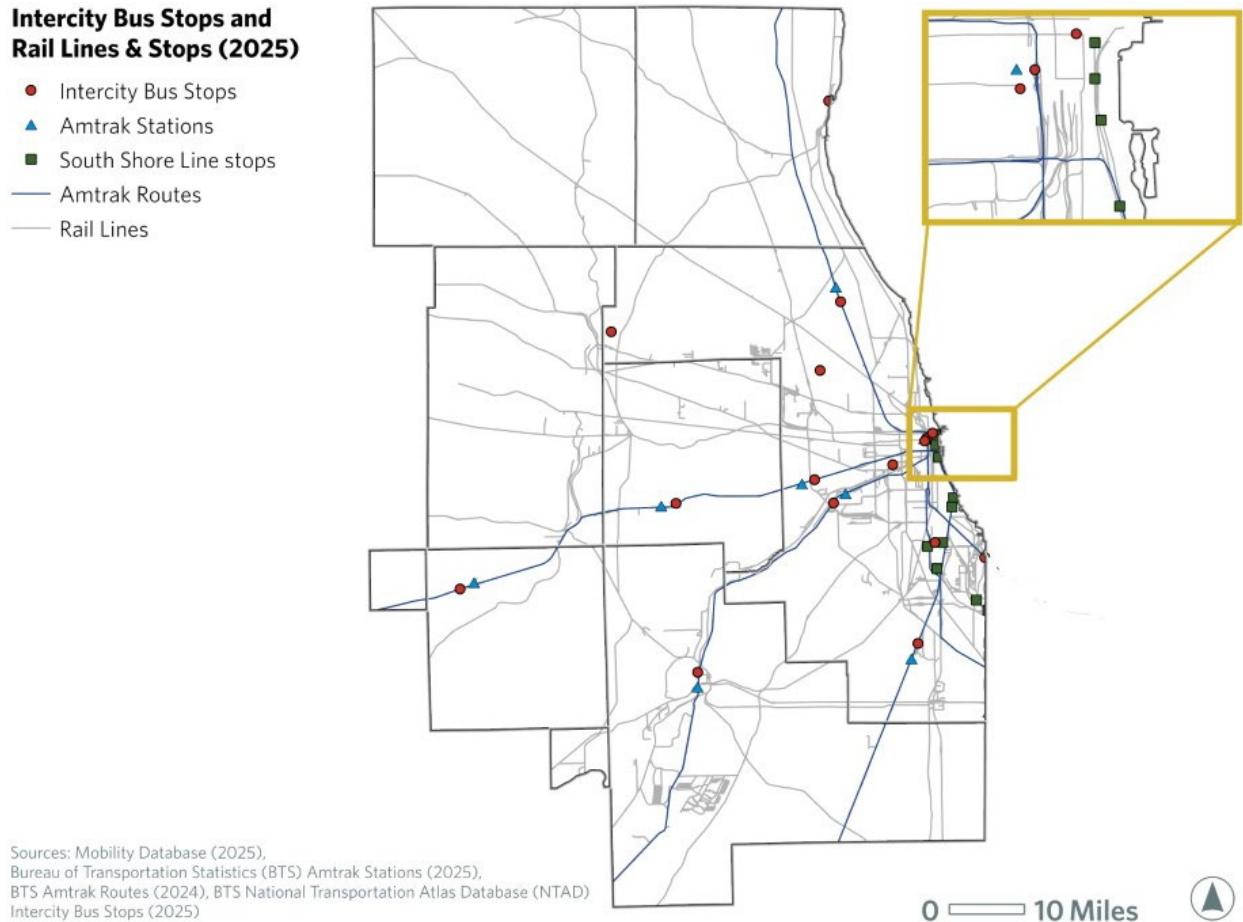 Intercity Bus Stops and
Rail Lines & Stops (2025)
Intercity Bus Stops
Amtrak Stations
South Shore Line stops
Amtrak Routes
Rail Lines
Sources: Mobility Database (2025),
Bureau of Transportation Statistics (BTS) Amtrak Stations (2025),
BTS Amtrak Routes (2024), BTS National Transportation Atlas Database (NTAD)
Intercity Bus Stops (2025)
0 10 Miles